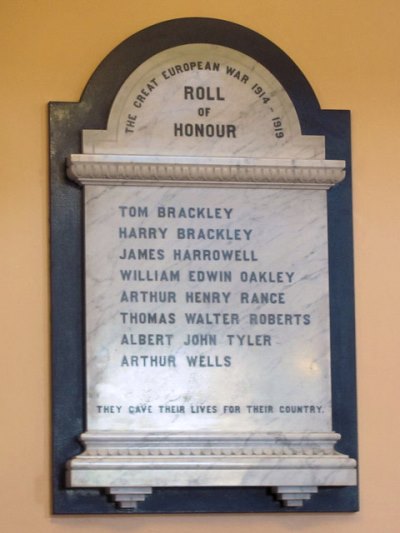 THE GREAT EUROPEAN WAR 1914 - 1919
ROLL
OF
HONOUR
TOM BRACKLEY
HARRY BRACKLEY
JAMES HARROWELL
WILLIAM EDWIN OAKLEY
ARTHUR HENRY RANCE
THOMAS WALTER ROBERTS
ALBERT JOHN TYLER
ARTHUR WELLS
THEY GAVE THEIR LIVES FOR THEIR COUNTRY.